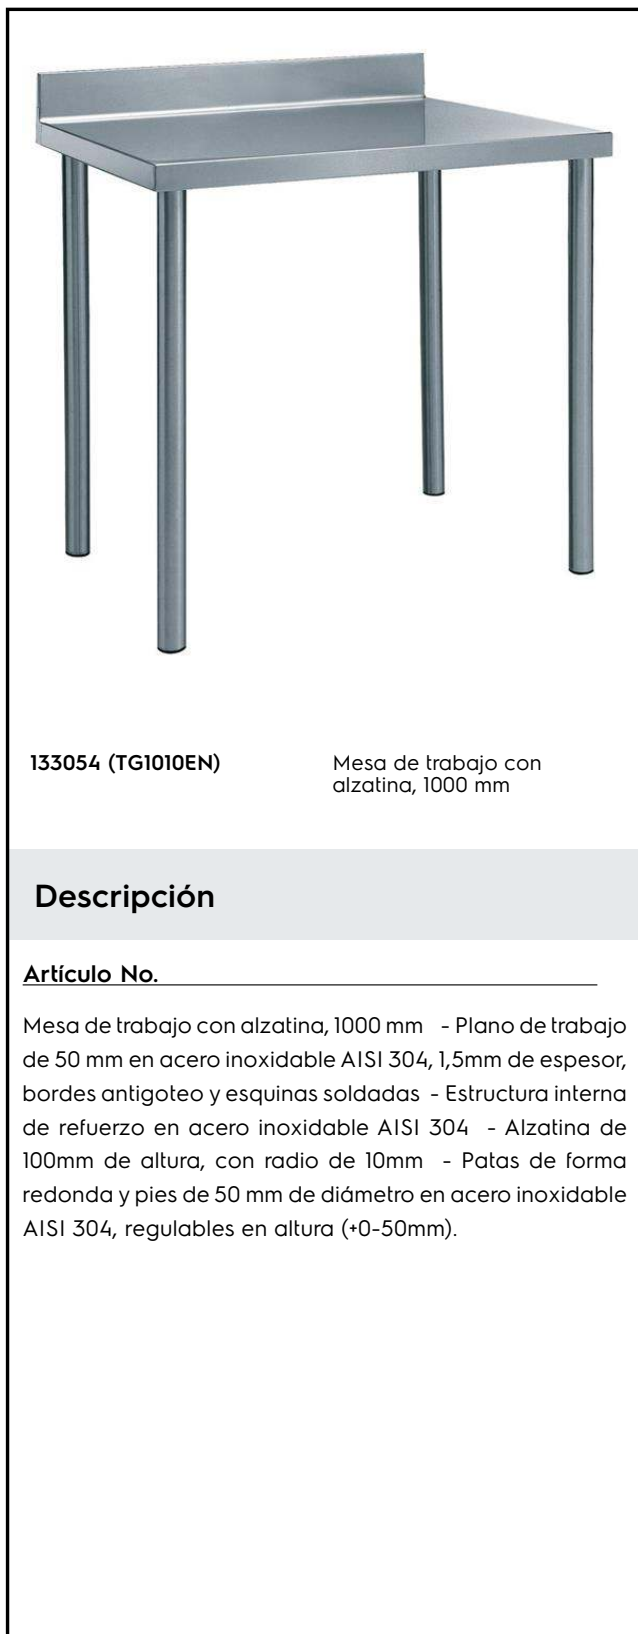 133054 (TG1010EN)
Mesa de trabajo con
alzatina, 1000 mm
Descripción
Artículo No.
Mesa de trabajo con alzatina, 1000 mm - Plano de trabajo
de 50 mm en acero inoxidable AISI 304, 1,5mm de espesor,
bordes antigoteo y esquinas soldadas - Estructura interna
de refuerzo en acero inoxidable AISI 304 - Alzatina de
100mm de altura, con radio de 10mm - Patas de forma
redonda y pies de 50 mm de diámetro en acero inoxidable
AISI 304, regulables en altura (+0-50mm).